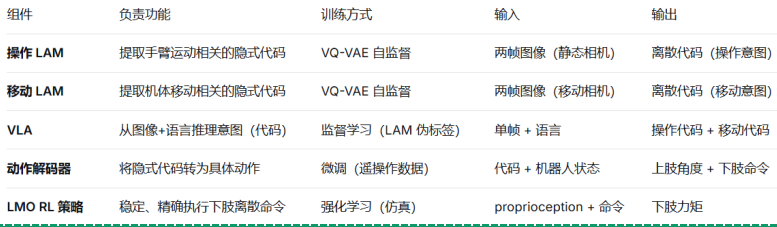 组件 负责功能 训练方式 输入 输出
操作 LAM 提取手臂运动相关的隐式代码 VQ-VAE 自监督 两帧图像（静态相机） 离散代码（操作意图）
移动 LAM 提取机体移动相关的隐式代码 VQ-VAE 自监督 两帧图像（移动相机） 离散代码（移动意图）
VLA 从图像+语言推理意图（代码） 监督学习（LAM 伪标签） 单帧 + 语言 操作代码 + 移动代码
动作解码器 将隐式代码转为具体动作 微调（遥操作数据） 代码 + 机器人状态 上肢角度 + 下肢命令
LMO RL 策略 稳定、精确执行下肢离散命令 强化学习（仿真） proprioception + 命令 下肢力矩